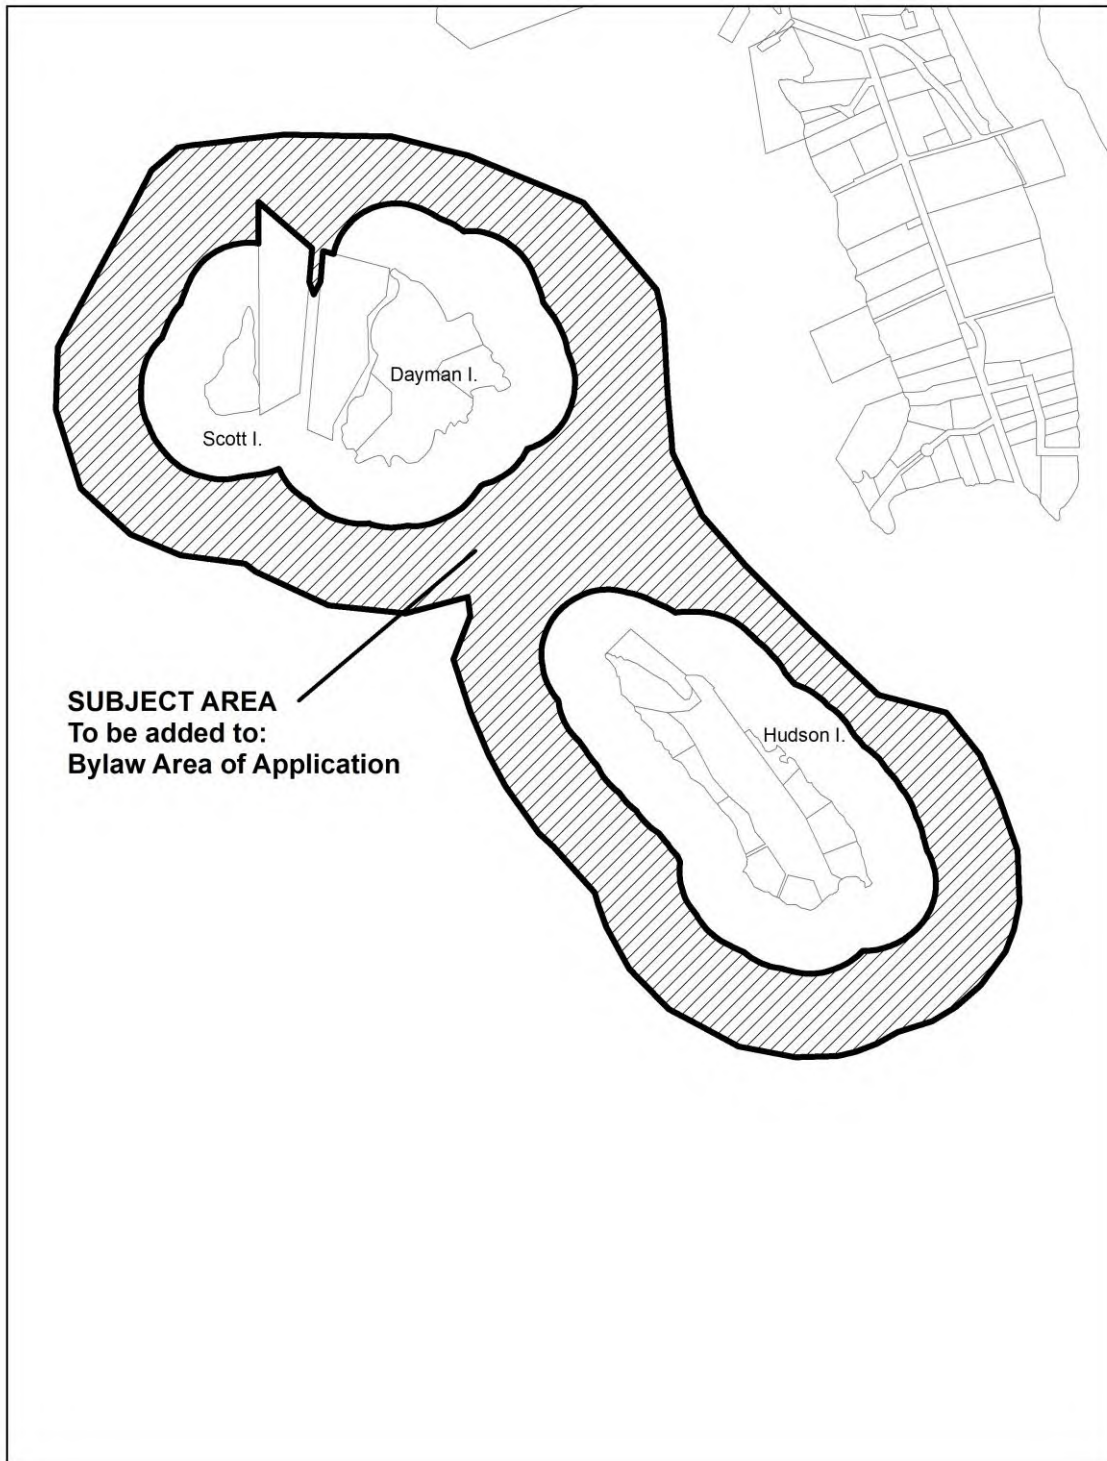 Dayman I.
Scott I.
SUBJECT AREA
To be added to:
Bylaw Area of Application
Hudson I.